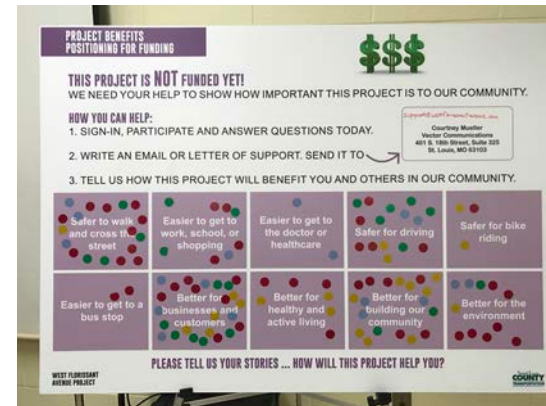 PROJECT BENEFITS
POSITIONING FOR FUNDING
$$$
THIS PROJECT IS NOT FUNDED YET!
WE NEED YOUR HELP TO SHOW HOW IMPORTANT THIS PROJECT IS TO OUR COMMUNITY.
HOW YOU CAN HELP:
1. SIGN-IN, PARTICIPATE AND ANSWER QUESTIONS TODAY.
2. WRITE AN EMAIL OR LETTER OF SUPPORT. SEND IT TO
Courtney Mueller
Vector Communications
401 S. 18th Street, Suite 325
St. Louis, MO 63103
3. TELL US HOW THIS PROJECT WILL BENEFIT YOU AND OTHERS IN OUR COMMUNITY.
Safer to walk
and cross the
street
Easier to get to
work, school, or
shopping
Easier to get to
the doctor or
healthcare
Safer for driving
Safer for bike
riding
Easier to get to a
bus stop
Better for
businesses and
customers
Better for
healthy and
active living
Better for
building our
community
Better for the
environment
PLEASE TELL US YOUR STORIES ... HOW WILL THIS PROJECT HELP YOU?
WEST FLORISSANT
AVENUE PROJECT
COUNTY